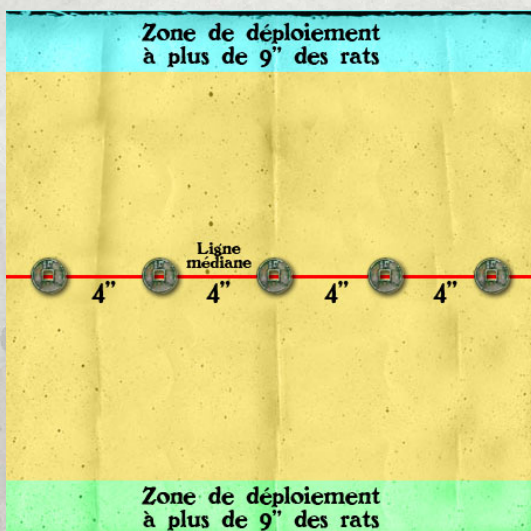 Zone de déploiement
à plus de 9” des rats
Ligne
médiane
4” 4” 4” 4”
Zone de déploiement
à plus de 9” des rats